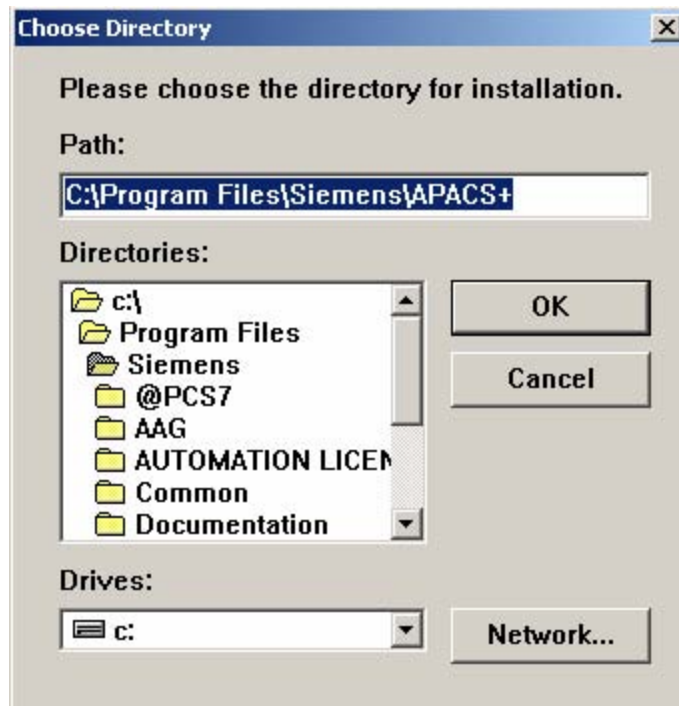 Choose Directory
Please choose the directory for installation.
Path:
C:\Program Files\Siemens\APACS+
Directories:
c:\
Program Files
Siemens
@PCS7
AAG
AUTOMATION LICEN
Common
Documentation
OK
Cancel
Drives:
c:
Network...